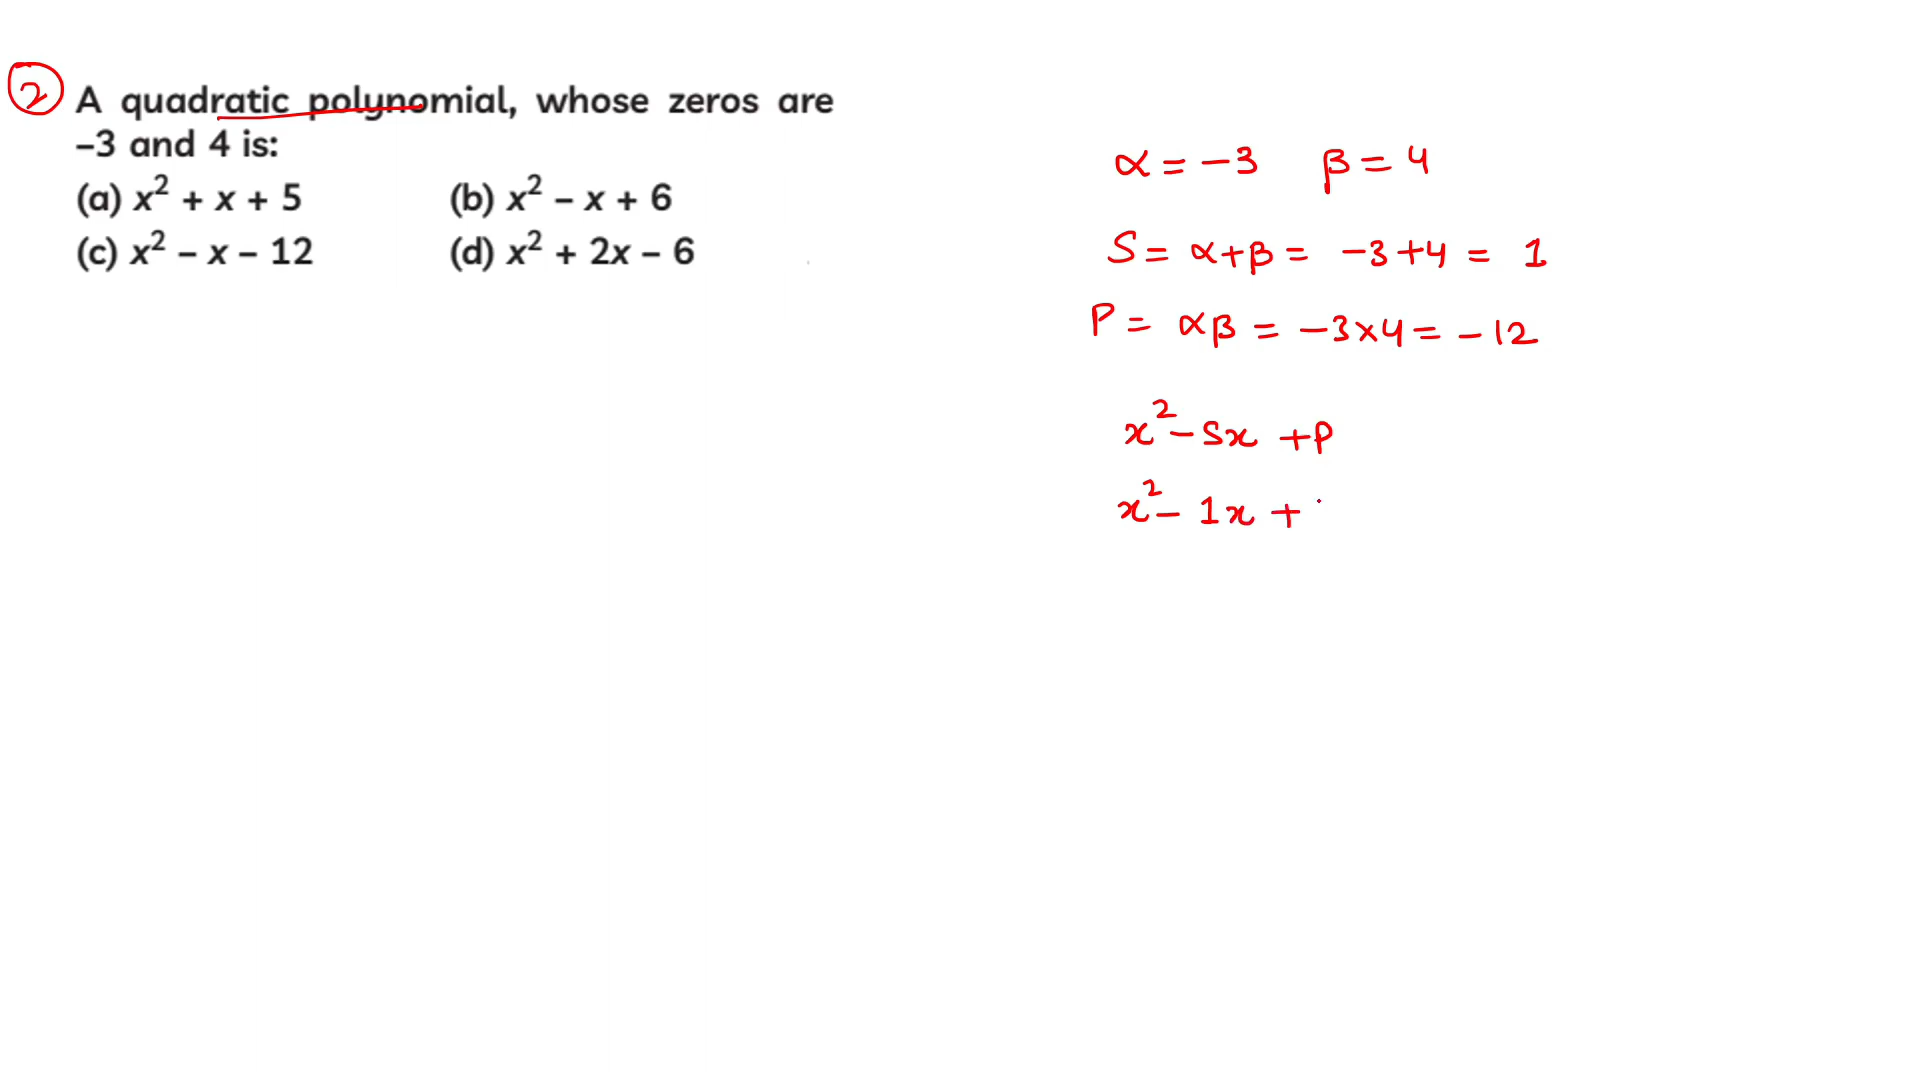 ② A quadratic polynomial, whose zeros are
–3 and 4 is:
(a) x² + x + 5 (b) x² – x + 6
(c) x² – x – 12 (d) x² + 2x – 6
α = -3 β = 4
S = α+β = -3+4 = 1
P = αβ = -3×4 = -12
x² - Sx + P
x² - 1x +